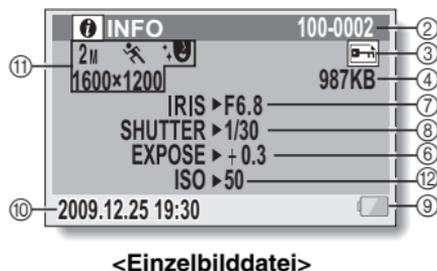 INFO 100-0002 ②
③
⑪ 2M
1600×1200 987KB ④
IRIS ▸F6.8 ⑦
SHUTTER ▸1/30 ⑧
EXPOSE ▸+0.3 ⑥
ISO ▸50 ⑫
⑩ 2009.12.25 19:30 ⑨
<Einzelbilddatei>